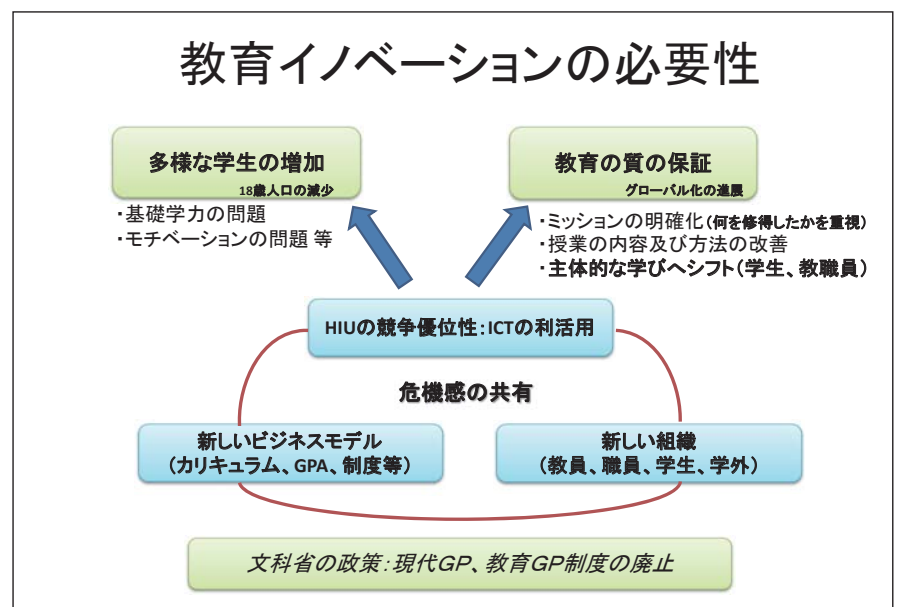 教育イノベーションの必要性
多様な学生の増加
18歳人口の減少
・基礎学力の問題
・モチベーションの問題 等
教育の質の保証
グローバル化の進展
・ミッションの明確化(何を修得したかを重視)
・授業の内容及び方法の改善
・主体的な学びへシフト(学生、教職員)
HIUの競争優位性：ICTの利活用
危機感の共有
新しいビジネスモデル
(カリキュラム、GPA、制度等)
新しい組織
(教員、職員、学生、学外)
文科省の政策：現代GP、教育GP制度の廃止